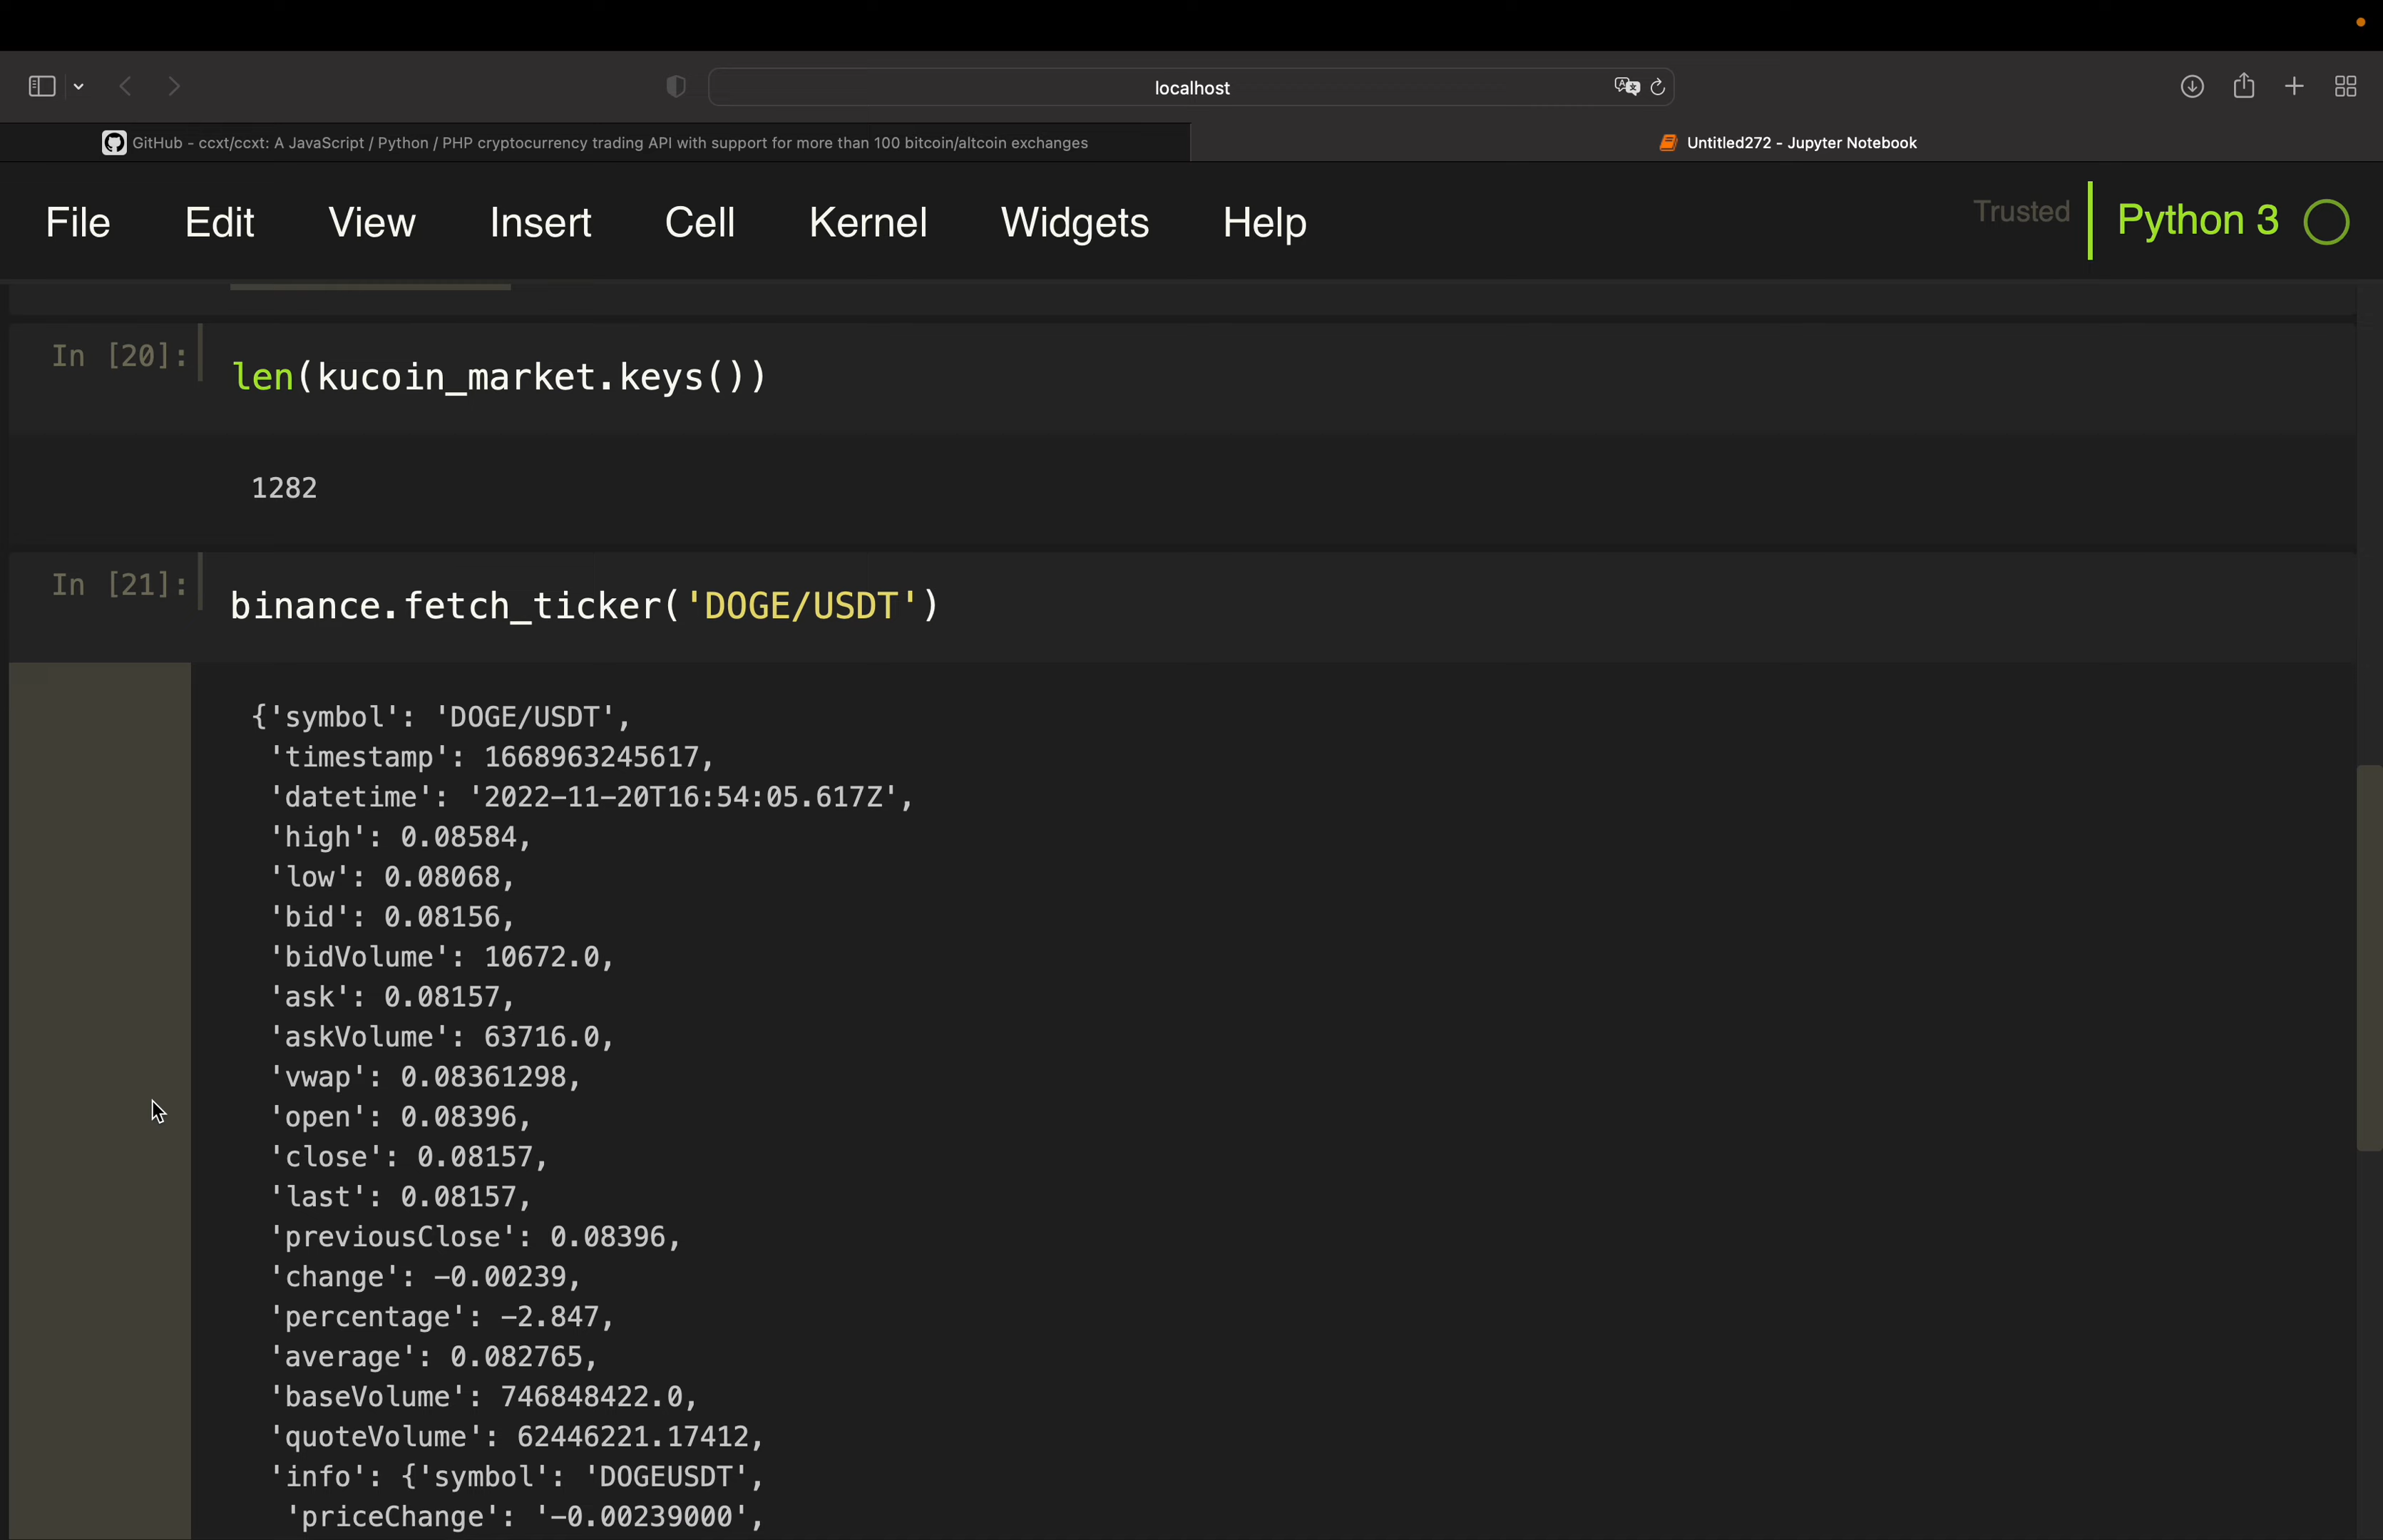 localhost
GitHub - ccxt/ccxt: A JavaScript / Python / PHP cryptocurrency trading API with support for more than 100 bitcoin/altcoin exchanges
Untitled272 - Jupyter Notebook
File Edit View Insert Cell Kernel Widgets Help Trusted Python 3
In [20]:
len(kucoin_market.keys())
1282
In [21]:
binance.fetch_ticker('DOGE/USDT')
{'symbol': 'DOGE/USDT',
'timestamp': 1668963245617,
'datetime': '2022-11-20T16:54:05.617Z',
'high': 0.08584,
'low': 0.08068,
'bid': 0.08156,
'bidVolume': 10672.0,
'ask': 0.08157,
'askVolume': 63716.0,
'vwap': 0.08361298,
'open': 0.08396,
'close': 0.08157,
'last': 0.08157,
'previousClose': 0.08396,
'change': -0.00239,
'percentage': -2.847,
'average': 0.082765,
'baseVolume': 746848422.0,
'quoteVolume': 62446221.17412,
'info': {'symbol': 'DOGEUSDT',
'priceChange': '-0.00239000',